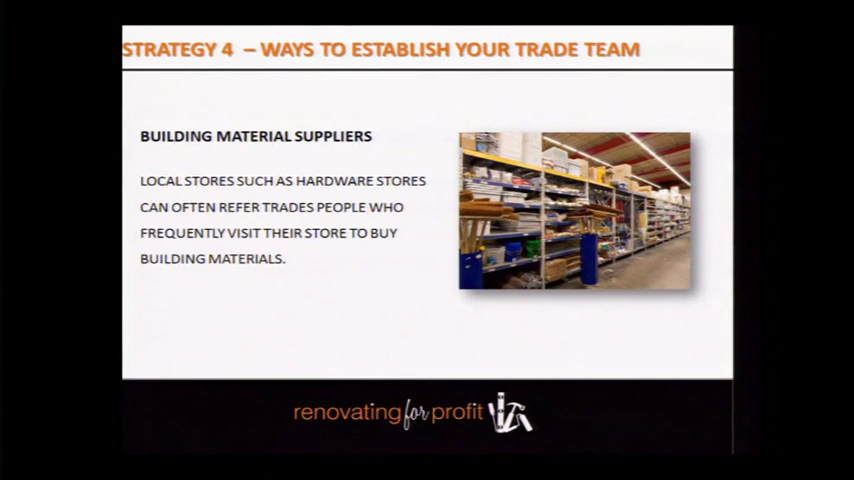 STRATEGY 4 – WAYS TO ESTABLISH YOUR TRADE TEAM
BUILDING MATERIAL SUPPLIERS
LOCAL STORES SUCH AS HARDWARE STORES
CAN OFTEN REFER TRADES PEOPLE WHO
FREQUENTLY VISIT THEIR STORE TO BUY
BUILDING MATERIALS.
renovating for profit